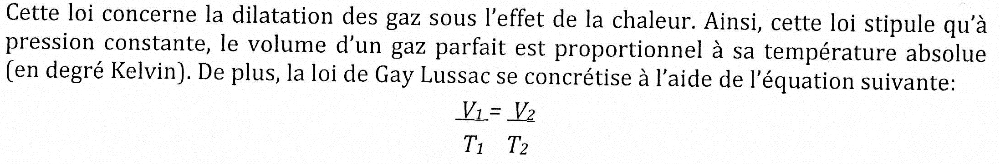 Cette loi concerne la dilatation des gaz sous l'effet de la chaleur. Ainsi, cette loi stipule qu'à
pression constante, le volume d'un gaz parfait est proportionnel à sa température absolue
(en degré Kelvin). De plus, la loi de Gay Lussac se concrétise à l'aide de l'équation suivante:
V1 = V2
T1 T2